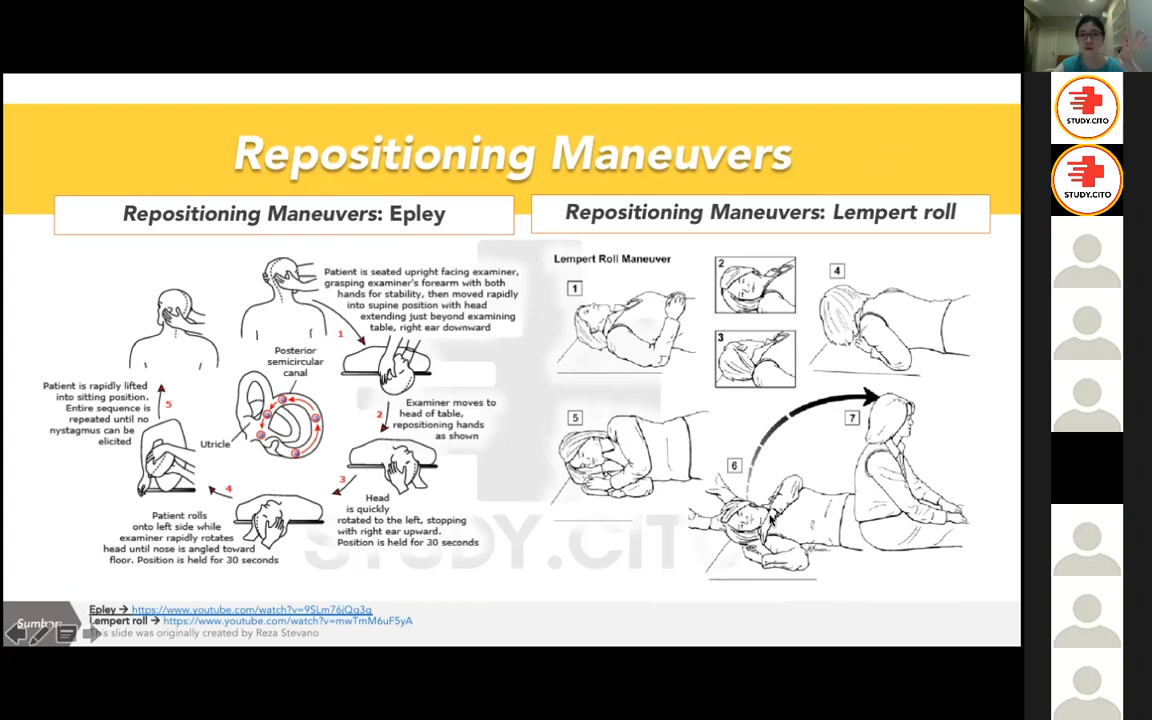 Repositioning Maneuvers
Repositioning Maneuvers: Epley
Repositioning Maneuvers: Lempert roll
Patient is seated upright facing examiner,
grasping examiner's forearm with both
hands for stability, then moved rapidly
into supine position with head
extending just beyond examining
table, right ear downward
1
Posterior
semicircular
canal
Utricle
Examiner moves to
head of table,
repositioning hands
as shown
2
Head
is quickly
rotated to the left, stopping
with right ear upward.
Position is held for 30 seconds
3
Patient rolls
onto left side while
examiner rapidly rotates
head until nose is angled toward
floor. Position is held for 30 seconds
4
Patient is rapidly lifted
into sitting position.
Entire sequence is
repeated until no
nystagmus can be
elicited
5
Lempert Roll Maneuver
1
2
3
4
5
6
7
STUDY.CITO
Sumber:
Epley → https://www.youtube.com/watch?v=9SLm76jQg3g
Lempert roll → https://www.youtube.com/watch?v=mwTmM6uF5yA
This slide was originally created by Reza Stevano
STUDY.CITO
STUDY.CITO